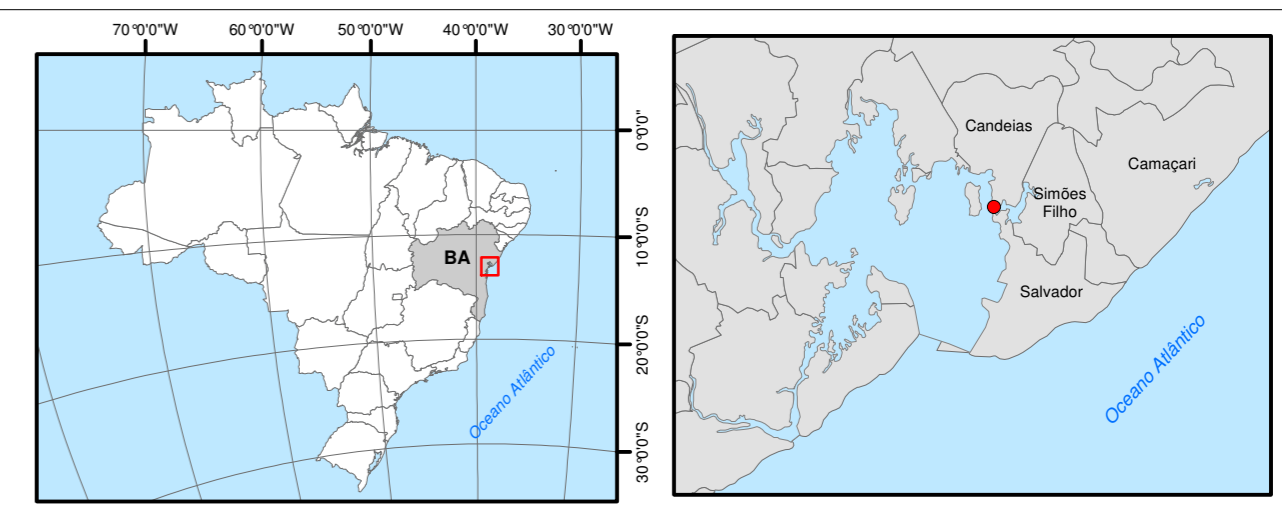 70°0'0"W
60°0'0"W
50°0'0"W
40°0'0"W
30°0'0"W
0°0'0"
10°0'0"S
20°0'0"S
30°0'0"S
BA
Oceano Atlântico
Candeias
Camaçari
Simões
Filho
Salvador
Oceano Atlântico